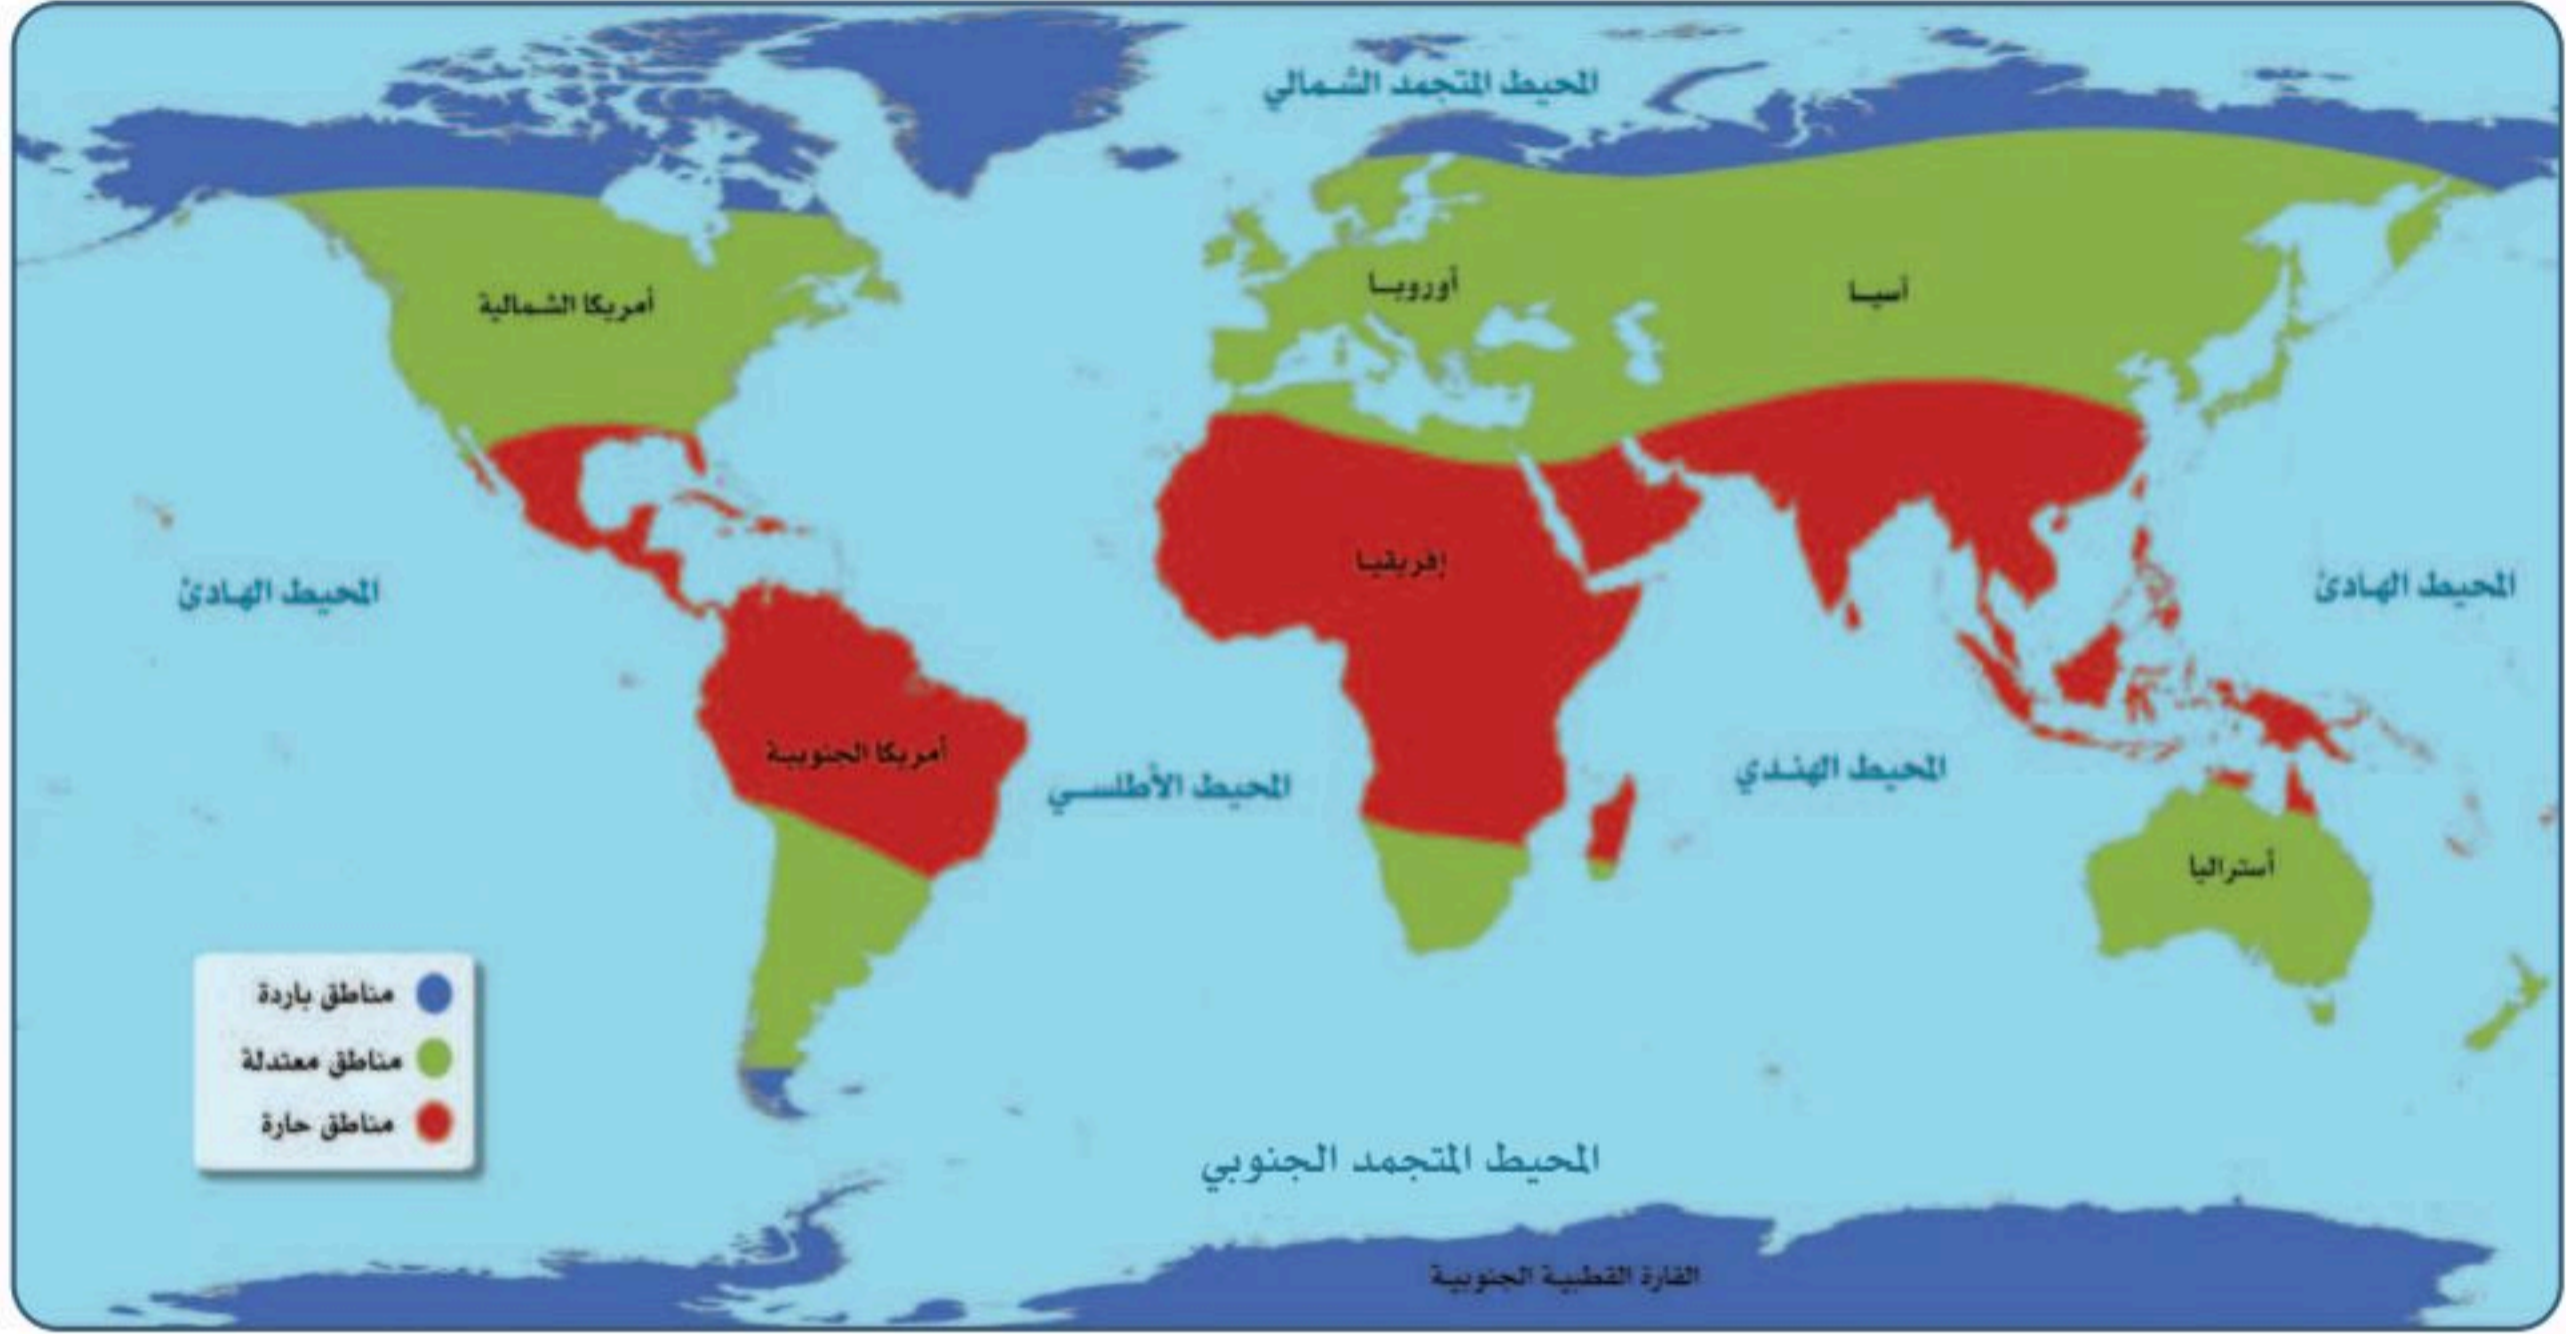 المحيط المتجمد الشمالي
أمريكا الشمالية
أوروبا
أسيا
إفريقيا
المحيط الهادئ
المحيط الهادئ
أمريكا الجنوبية
المحيط الأطلسي
المحيط الهندي
أستراليا
مناطق باردة
مناطق معتدلة
مناطق حارة
المحيط المتجمد الجنوبي
القارة القطبية الجنوبية